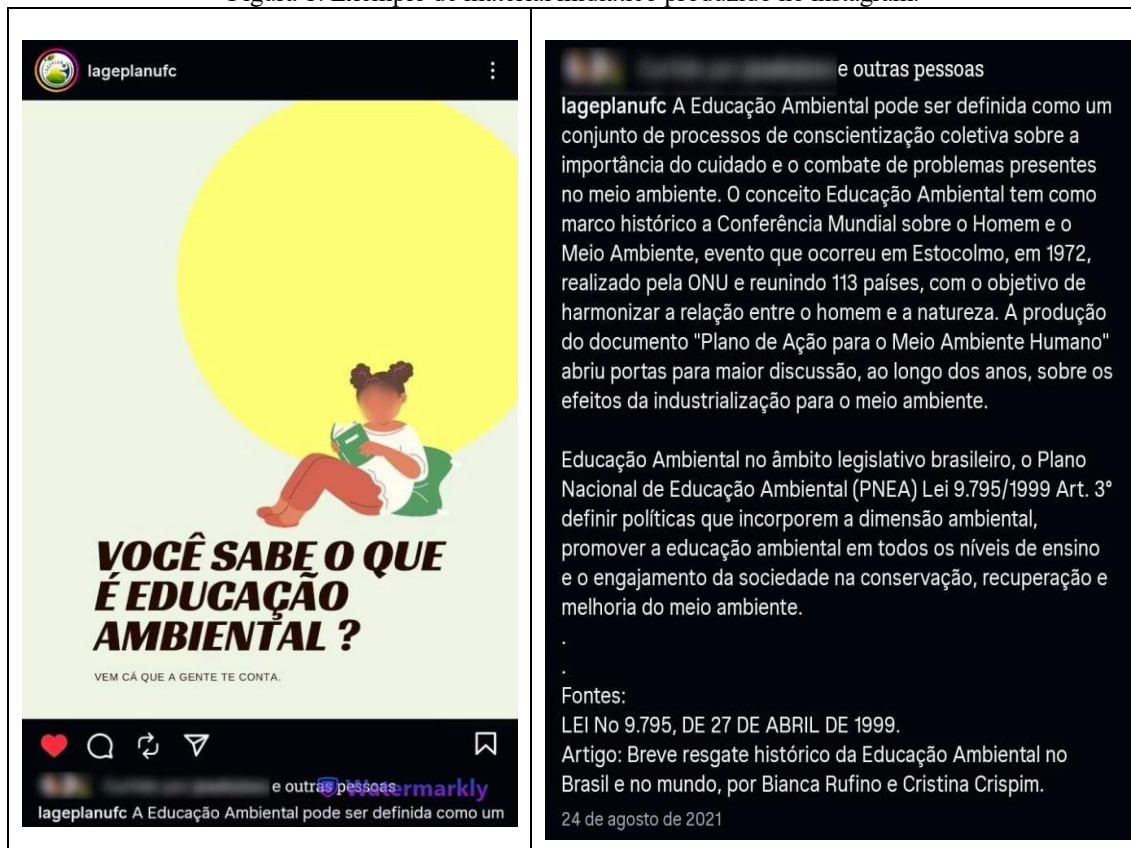 lageplanufc
VOCÊ SABE O QUE
É EDUCAÇÃO
AMBIENTAL ?
VEM CÁ QUE A GENTE TE CONTA.
e outras pessoas
Watermarkly
lageplanufc A Educação Ambiental pode ser definida como um
e outras pessoas
lageplanufc A Educação Ambiental pode ser definida como um
conjunto de processos de conscientização coletiva sobre a
importância do cuidado e o combate de problemas presentes
no meio ambiente. O conceito Educação Ambiental tem como
marco histórico a Conferência Mundial sobre o Homem e o
Meio Ambiente, evento que ocorreu em Estocolmo, em 1972,
realizado pela ONU e reunindo 113 países, com o objetivo de
harmonizar a relação entre o homem e a natureza. A produção
do documento "Plano de Ação para o Meio Ambiente Humano"
abriu portas para maior discussão, ao longo dos anos, sobre os
efeitos da industrialização para o meio ambiente.
Educação Ambiental no âmbito legislativo brasileiro, o Plano
Nacional de Educação Ambiental (PNEA) Lei 9.795/1999 Art. 3°
definir políticas que incorporem a dimensão ambiental,
promover a educação ambiental em todos os níveis de ensino
e o engajamento da sociedade na conservação, recuperação e
melhoria do meio ambiente.
.
.
Fontes:
LEI No 9.795, DE 27 DE ABRIL DE 1999.
Artigo: Breve resgate histórico da Educação Ambiental no
Brasil e no mundo, por Bianca Rufino e Cristina Crispim.
24 de agosto de 2021